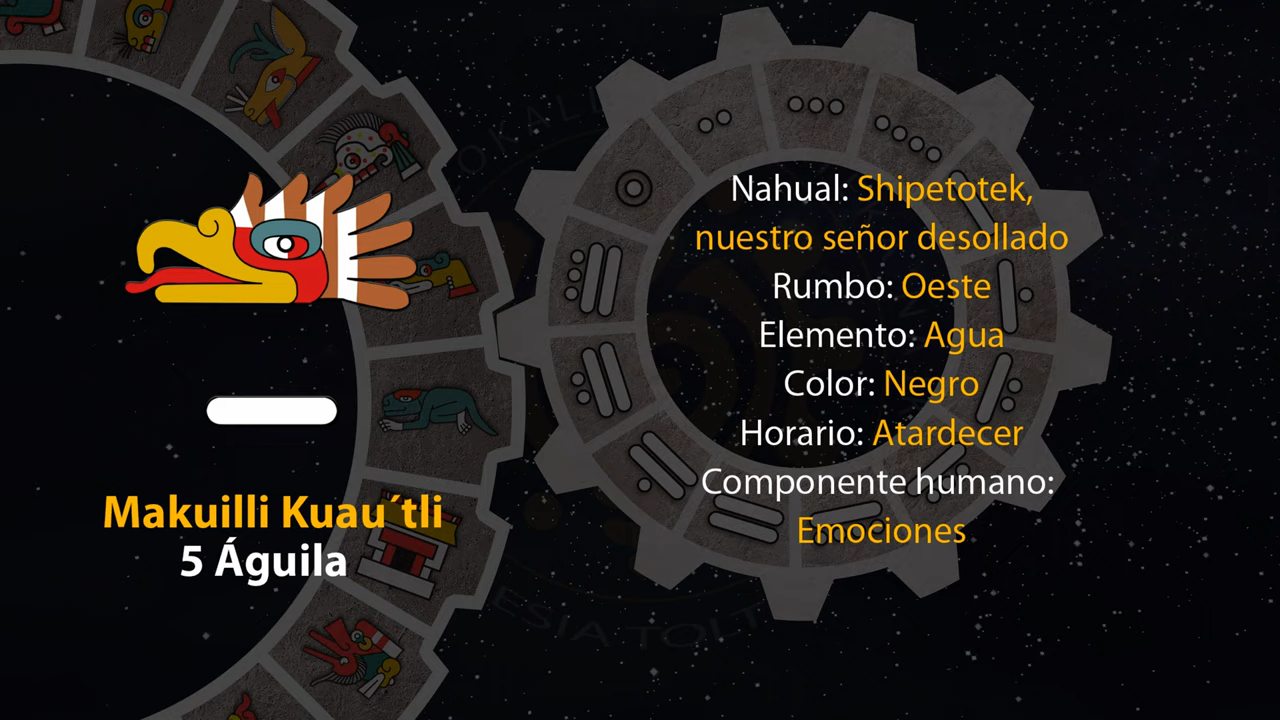 Makuilli Kuau´tli
5 Águila
Nahual: Shipetotek,
nuestro señor desollado
Rumbo: Oeste
Elemento: Agua
Color: Negro
Horario: Atardecer
Componente humano:
Emociones